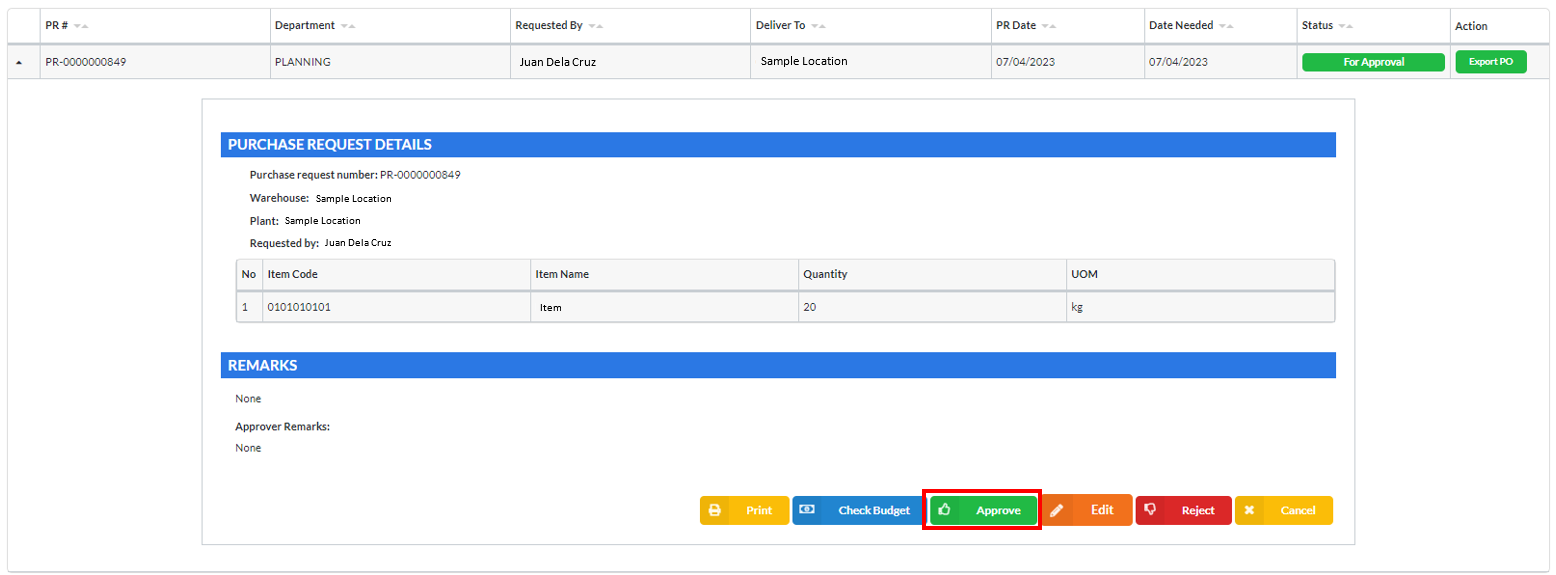 PR # Department Requested By Deliver To PR Date Date Needed Status Action
PR-0000000849 PLANNING Juan Dela Cruz Sample Location 07/04/2023 07/04/2023 For Approval Export PO
PURCHASE REQUEST DETAILS
Purchase request number: PR-0000000849
Warehouse: Sample Location
Plant: Sample Location
Requested by: Juan Dela Cruz
No Item Code Item Name Quantity UOM
1 0101010101 Item 20 kg
REMARKS
None
Approver Remarks:
None
Print Check Budget Approve Edit Reject Cancel